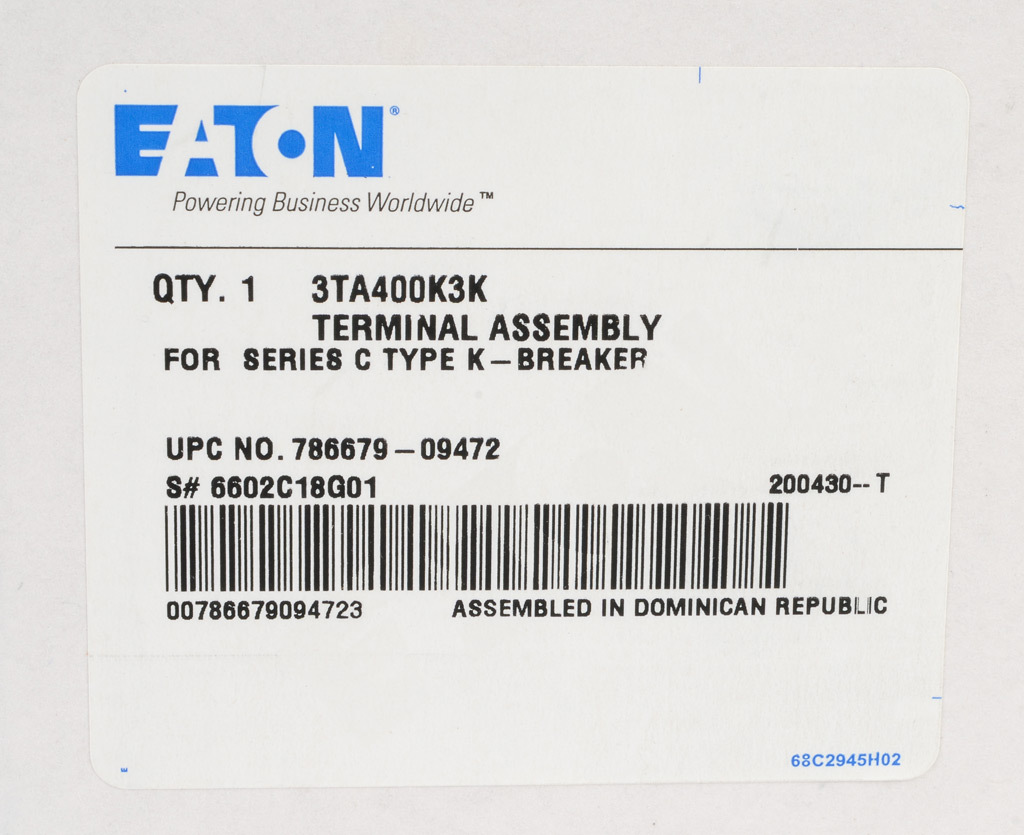 EATON®
Powering Business Worldwide™
QTY. 1 3TA400K3K
TERMINAL ASSEMBLY
FOR SERIES C TYPE K-BREAKER
UPC NO. 786679-09472
S# 6602C18G01 200430-- T
00786679094723 ASSEMBLED IN DOMINICAN REPUBLIC
68C2945H02